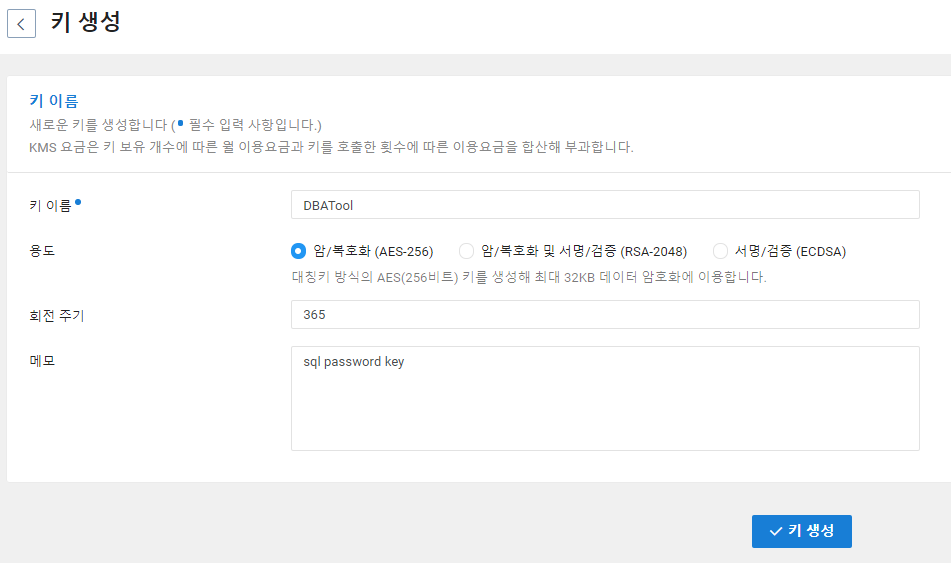 키 생성
키 이름
새로운 키를 생성합니다 (• 필수 입력 사항입니다.)
KMS 요금은 키 보유 개수에 따른 월 이용요금과 키를 호출한 횟수에 따른 이용요금을 합산해 부과합니다.
키 이름• DBATool
용도 암/복호화 (AES-256) 암/복호화 및 서명/검증 (RSA-2048) 서명/검증 (ECDSA)
대칭키 방식의 AES(256비트) 키를 생성해 최대 32KB 데이터 암호화에 이용합니다.
회전 주기 365
메모 sql password key
키 생성